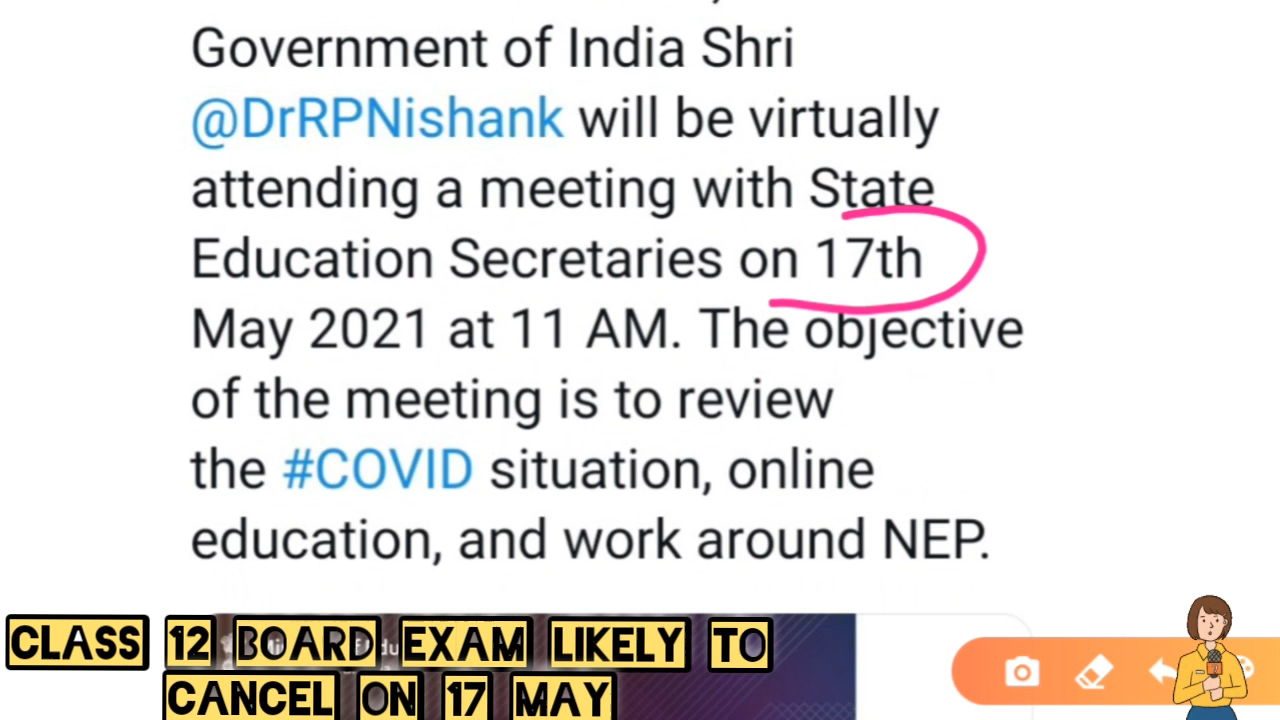 Government of India Shri
@DrRPNishank will be virtually
attending a meeting with State
Education Secretaries on 17th
May 2021 at 11 AM. The objective
of the meeting is to review
the #COVID situation, online
education, and work around NEP.
CLASS 12 BOARD EXAM LIKELY TO
CANCEL ON 17 MAY